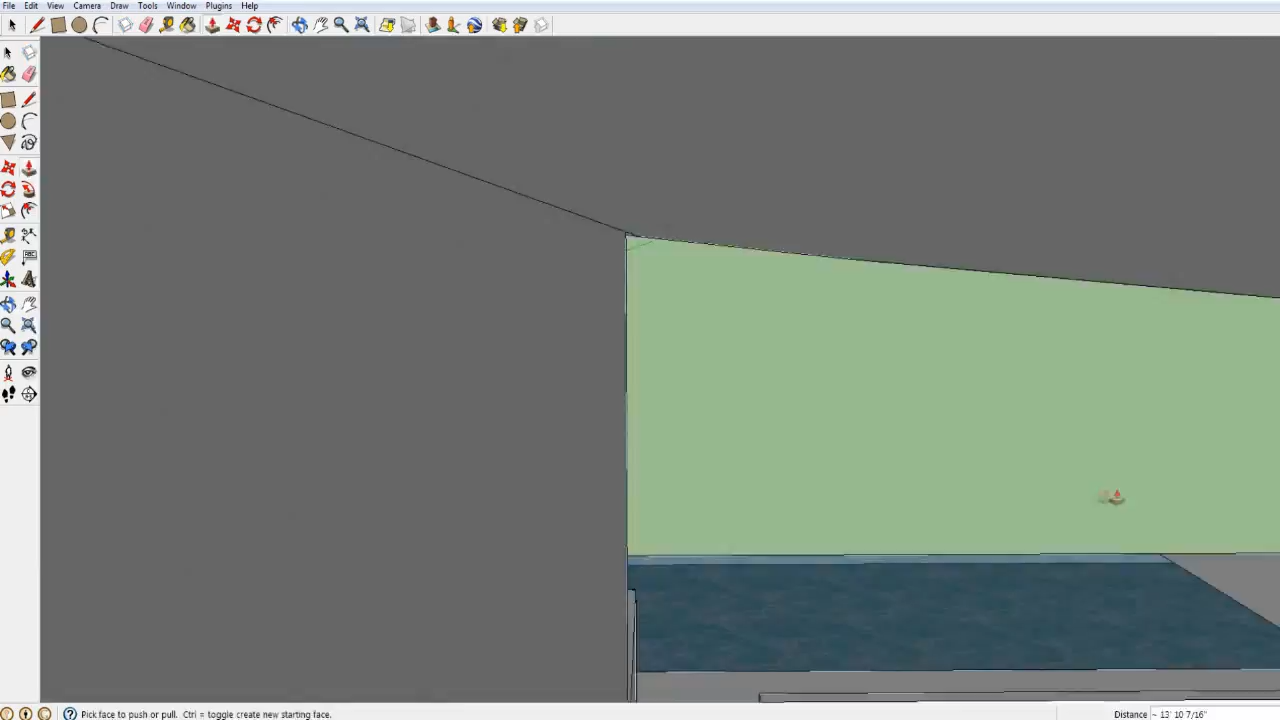 File Edit View Camera Draw Tools Window Plugins Help
Pick face to push or pull. Ctrl = toggle create new starting face.
Distance ~ 13' 10 7/16"